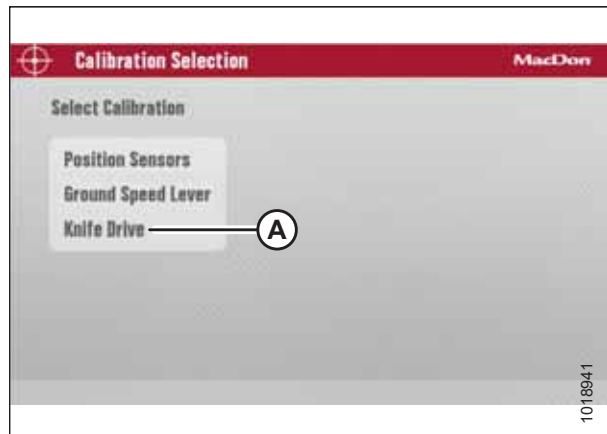 Calibration Selection MacDon
Select Calibration
Position Sensors
Ground Speed Lever
Knife Drive A
1018941